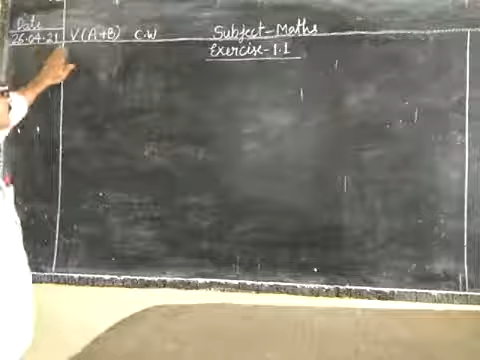 Date
26.04.21 V(A+B) C.W Subject-Maths
Exercise-1.1